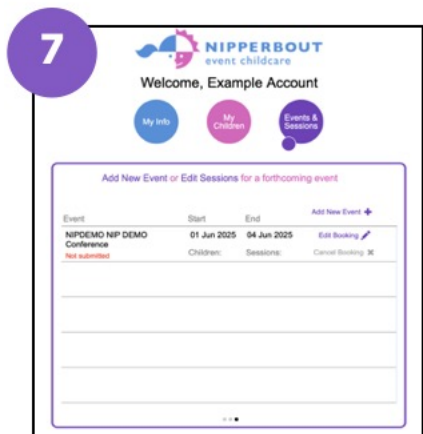 7
NIPPERBOUT
event childcare
Welcome, Example Account
My Info
My
Children
Events &
Sessions
Add New Event or Edit Sessions for a forthcoming event
Add New Event +
Event Start End
NIPDEMO NIP DEMO
Conference
01 Jun 2025 04 Jun 2025 Edit Booking
Not submitted
Children: Sessions: Cancel Booking